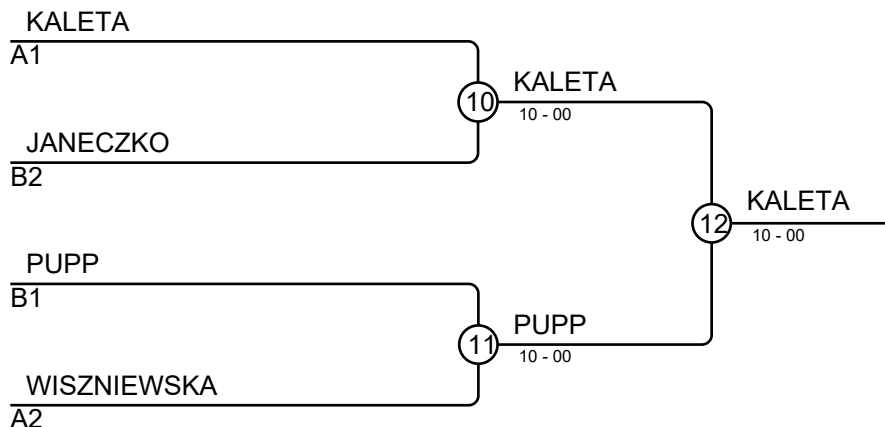 KALETA
A1
10
KALETA
10 - 00
JANECZKO
B2
12
KALETA
10 - 00
PUPP
B1
11
PUPP
10 - 00
WISZNIEWSKA
A2